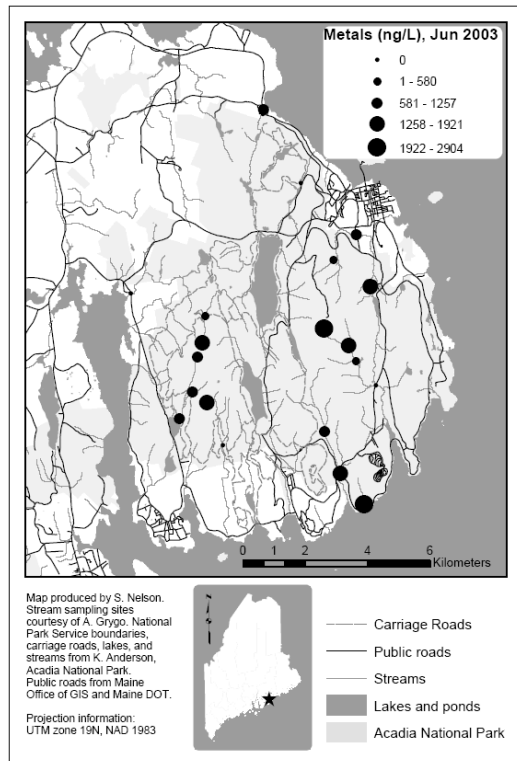 Metals (ng/L), Jun 2003
0
1 - 580
581 - 1257
1258 - 1921
1922 - 2904
0 1 2 4 6
Kilometers
Map produced by S. Nelson.
Stream sampling sites
courtesy of A. Grygo. National
Park Service boundaries,
carriage roads, lakes, and
streams from K. Anderson,
Acadia National Park.
Public roads from Maine
Office of GIS and Maine DOT.
Projection information:
UTM zone 19N, NAD 1983
Carriage Roads
Public roads
Streams
Lakes and ponds
Acadia National Park